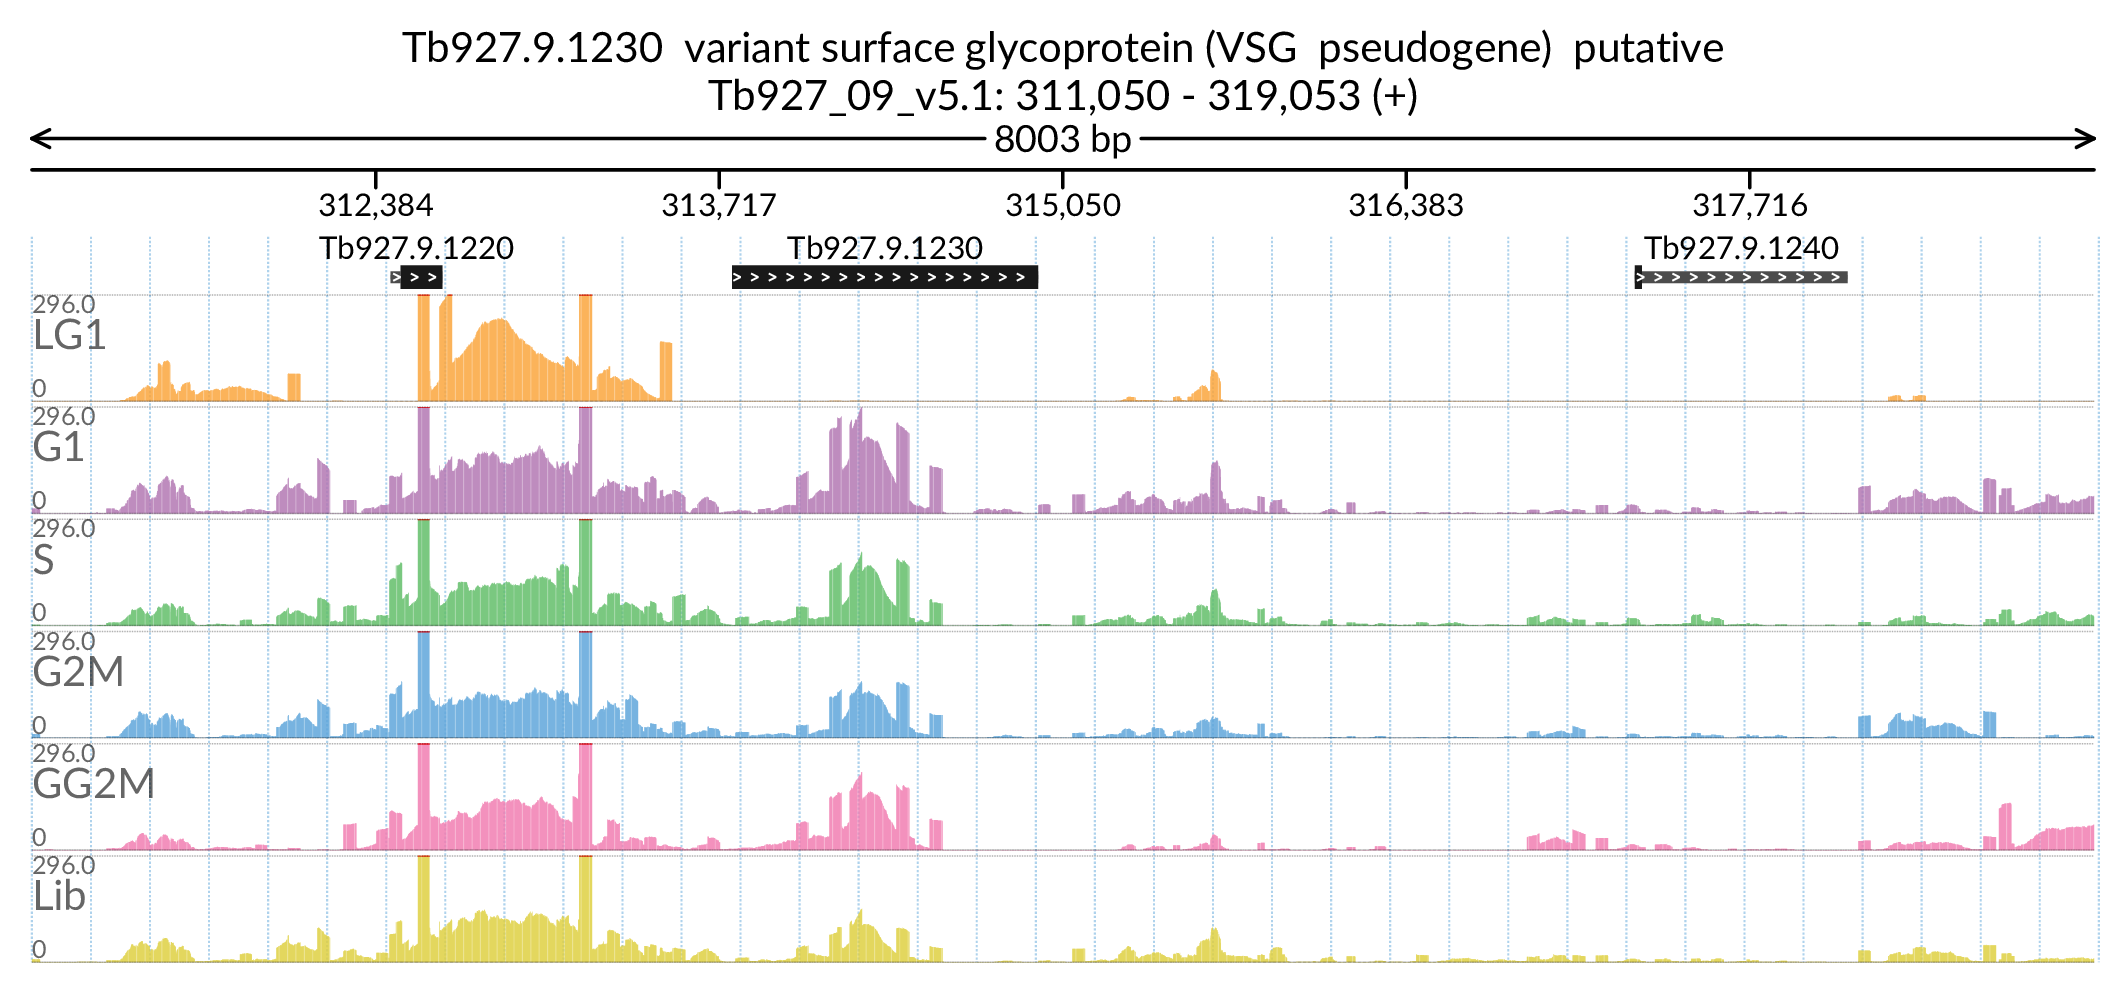 Tb927.9.1230 variant surface glycoprotein (VSG pseudogene) putative
Tb927_09_v5.1: 311,050 - 319,053 (+)
8003 bp
312,384 313,717 315,050 316,383 317,716
Tb927.9.1220 Tb927.9.1230 Tb927.9.1240
296.0
LG1
0
296.0
G1
0
296.0
S
0
296.0
G2M
0
296.0
GG2M
0
296.0
Lib
0